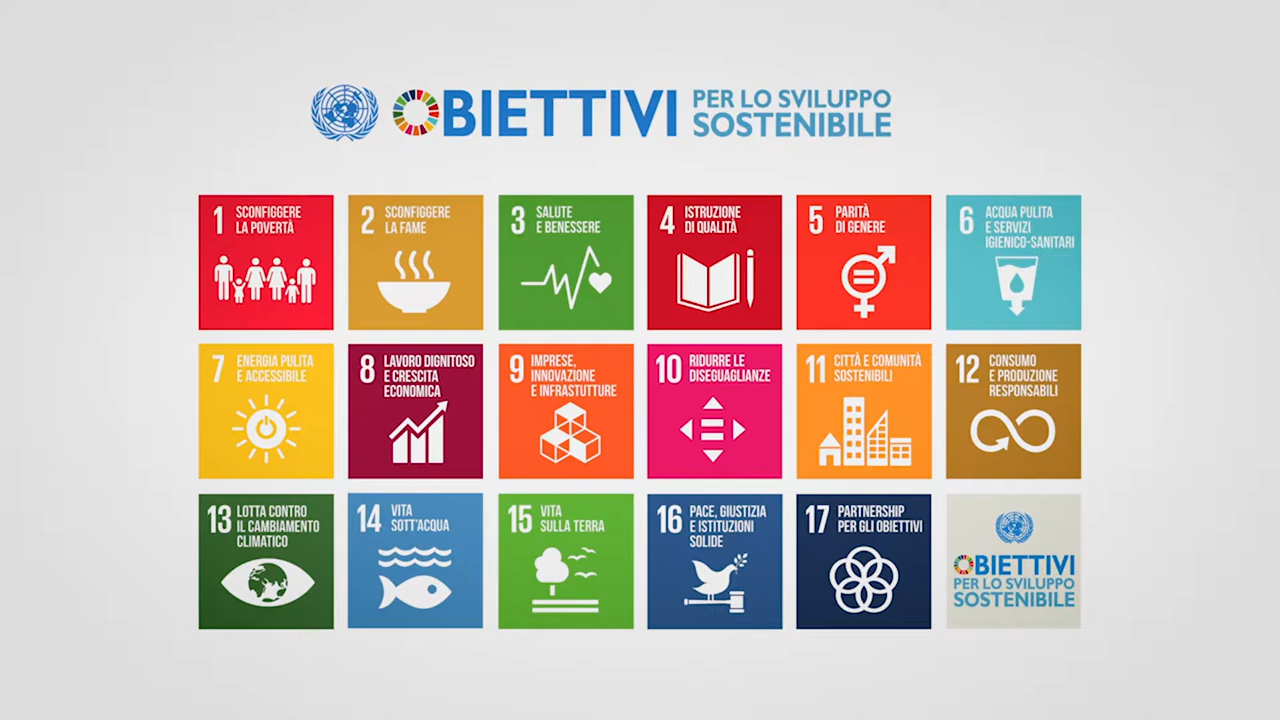 OBIETTIVI PER LO SVILUPPO
SOSTENIBILE
1 SCONFIGGERE
LA POVERTÀ
2 SCONFIGGERE
LA FAME
3 SALUTE
E BENESSERE
4 ISTRUZIONE
DI QUALITÀ
5 PARITÀ
DI GENERE
6 ACQUA PULITA
E SERVIZI
IGIENICO-SANITARI
7 ENERGIA PULITA
E ACCESSIBILE
8 LAVORO DIGNITOSO
E CRESCITA
ECONOMICA
9 IMPRESE,
INNOVAZIONE
E INFRASTUTTURE
10 RIDURRE LE
DISEGUAGLIANZE
11 CITTÀ E COMUNITÀ
SOSTENIBILI
12 CONSUMO
E PRODUZIONE
RESPONSABILI
13 LOTTA CONTRO
IL CAMBIAMENTO
CLIMATICO
14 VITA
SOTT'ACQUA
15 VITA
SULLA TERRA
16 PACE, GIUSTIZIA
E ISTITUZIONI
SOLIDE
17 PARTNERSHIP
PER GLI OBIETTIVI
OBIETTIVI
PER LO SVILUPPO
SOSTENIBILE